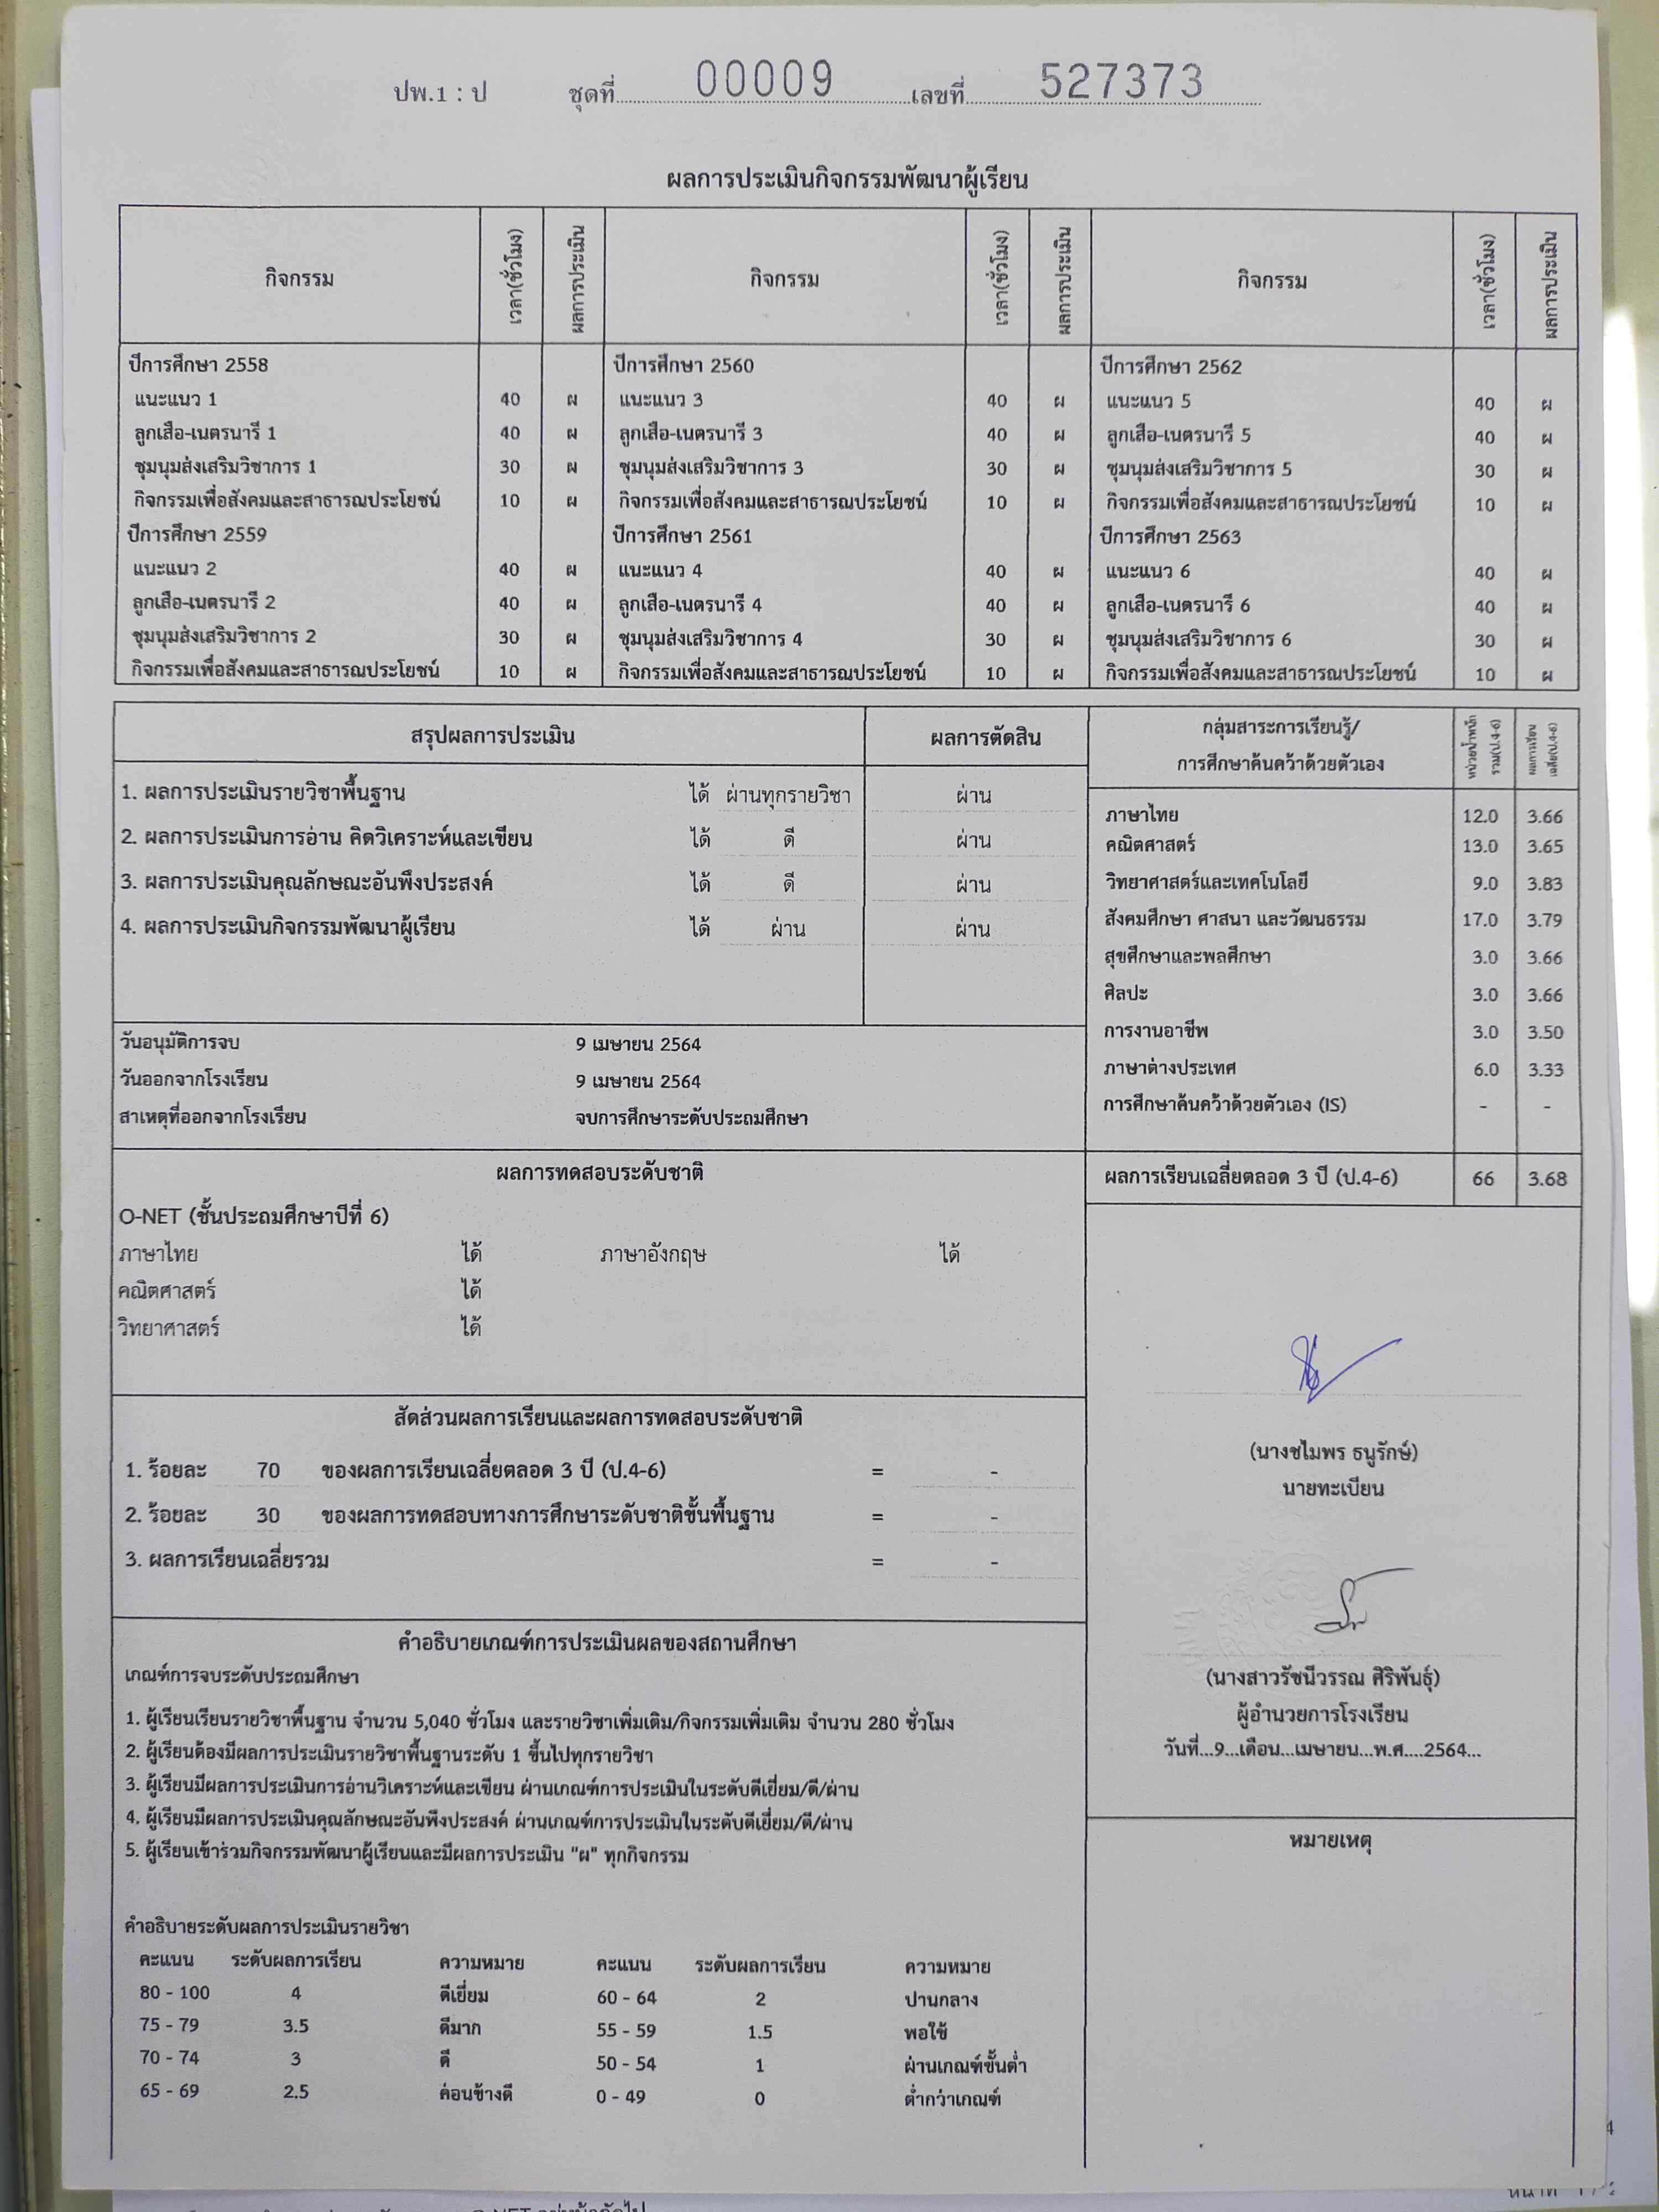 ปพ.1 : ป ชุดที่ 00009 เลขที่ 527373
ผลการประเมินกิจกรรมพัฒนาผู้เรียน
กิจกรรม เวลา(ชั่วโมง) ผลการประเมิน กิจกรรม เวลา(ชั่วโมง) ผลการประเมิน กิจกรรม เวลา(ชั่วโมง) ผลการประเมิน
ปีการศึกษา 2558 ปีการศึกษา 2560 ปีการศึกษา 2562
แนะแนว 1 40 ผ แนะแนว 3 40 ผ แนะแนว 5 40 ผ
ลูกเสือ-เนตรนารี 1 40 ผ ลูกเสือ-เนตรนารี 3 40 ผ ลูกเสือ-เนตรนารี 5 40 ผ
ชุมนุมส่งเสริมวิชาการ 1 30 ผ ชุมนุมส่งเสริมวิชาการ 3 30 ผ ชุมนุมส่งเสริมวิชาการ 5 30 ผ
กิจกรรมเพื่อสังคมและสาธารณประโยชน์ 10 ผ กิจกรรมเพื่อสังคมและสาธารณประโยชน์ 10 ผ กิจกรรมเพื่อสังคมและสาธารณประโยชน์ 10 ผ
ปีการศึกษา 2559 ปีการศึกษา 2561 ปีการศึกษา 2563
แนะแนว 2 40 ผ แนะแนว 4 40 ผ แนะแนว 6 40 ผ
ลูกเสือ-เนตรนารี 2 40 ผ ลูกเสือ-เนตรนารี 4 40 ผ ลูกเสือ-เนตรนารี 6 40 ผ
ชุมนุมส่งเสริมวิชาการ 2 30 ผ ชุมนุมส่งเสริมวิชาการ 4 30 ผ ชุมนุมส่งเสริมวิชาการ 6 30 ผ
กิจกรรมเพื่อสังคมและสาธารณประโยชน์ 10 ผ กิจกรรมเพื่อสังคมและสาธารณประโยชน์ 10 ผ กิจกรรมเพื่อสังคมและสาธารณประโยชน์ 10 ผ
สรุปผลการประเมิน ผลการตัดสิน
1. ผลการประเมินรายวิชาพื้นฐาน ได้ ผ่านทุกรายวิชา ผ่าน
2. ผลการประเมินการอ่าน คิดวิเคราะห์และเขียน ได้ ดี ผ่าน
3. ผลการประเมินคุณลักษณะอันพึงประสงค์ ได้ ดี ผ่าน
4. ผลการประเมินกิจกรรมพัฒนาผู้เรียน ได้ ผ่าน ผ่าน
วันอนุมัติการจบ 9 เมษายน 2564
วันออกจากโรงเรียน 9 เมษายน 2564
สาเหตุที่ออกจากโรงเรียน จบการศึกษาระดับประถมศึกษา
ผลการทดสอบระดับชาติ
O-NET (ชั้นประถมศึกษาปีที่ 6)
ภาษาไทย ได้ ภาษาอังกฤษ ได้
คณิตศาสตร์ ได้
วิทยาศาสตร์ ได้
สัดส่วนผลการเรียนและผลการทดสอบระดับชาติ
1. ร้อยละ 70 ของผลการเรียนเฉลี่ยตลอด 3 ปี (ป.4-6) = -
2. ร้อยละ 30 ของผลการทดสอบทางการศึกษาระดับชาติขั้นพื้นฐาน = -
3. ผลการเรียนเฉลี่ยรวม = -
คำอธิบายเกณฑ์การประเมินผลของสถานศึกษา
เกณฑ์การจบระดับประถมศึกษา
1. ผู้เรียนเรียนรายวิชาพื้นฐาน จำนวน 5,040 ชั่วโมง และรายวิชาเพิ่มเติม/กิจกรรมเพิ่มเติม จำนวน 280 ชั่วโมง
2. ผู้เรียนต้องมีผลการประเมินรายวิชาพื้นฐานระดับ 1 ขึ้นไปทุกรายวิชา
3. ผู้เรียนมีผลการประเมินการอ่านวิเคราะห์และเขียน ผ่านเกณฑ์การประเมินในระดับดีเยี่ยม/ดี/ผ่าน
4. ผู้เรียนมีผลการประเมินคุณลักษณะอันพึงประสงค์ ผ่านเกณฑ์การประเมินในระดับดีเยี่ยม/ดี/ผ่าน
5. ผู้เรียนเข้าร่วมกิจกรรมพัฒนาผู้เรียนและมีผลการประเมิน "ผ" ทุกกิจกรรม
คำอธิบายระดับผลการประเมินรายวิชา
คะแนน ระดับผลการเรียน ความหมาย คะแนน ระดับผลการเรียน ความหมาย
80 - 100 4 ดีเยี่ยม 60 - 64 2 ปานกลาง
75 - 79 3.5 ดีมาก 55 - 59 1.5 พอใช้
70 - 74 3 ดี 50 - 54 1 ผ่านเกณฑ์ขั้นต่ำ
65 - 69 2.5 ค่อนข้างดี 0 - 49 0 ต่ำกว่าเกณฑ์
กลุ่มสาระการเรียนรู้/ หน่วยน้ำหนัก ผลการเรียน
การศึกษาค้นคว้าด้วยตัวเอง รวม(ป.4-6) เฉลี่ย(ป.4-6)
ภาษาไทย 12.0 3.66
คณิตศาสตร์ 13.0 3.65
วิทยาศาสตร์และเทคโนโลยี 9.0 3.83
สังคมศึกษา ศาสนา และวัฒนธรรม 17.0 3.79
สุขศึกษาและพลศึกษา 3.0 3.66
ศิลปะ 3.0 3.66
การงานอาชีพ 3.0 3.50
ภาษาต่างประเทศ 6.0 3.33
การศึกษาค้นคว้าด้วยตัวเอง (IS) - -
ผลการเรียนเฉลี่ยตลอด 3 ปี (ป.4-6) 66 3.68
(นางชไมพร ธนูรักษ์)
นายทะเบียน
(นางสาวรัชนีวรรณ ศิริพันธุ์)
ผู้อำนวยการโรงเรียน
วันที่...9...เดือน...เมษายน...พ.ศ....2564...
หมายเหตุ